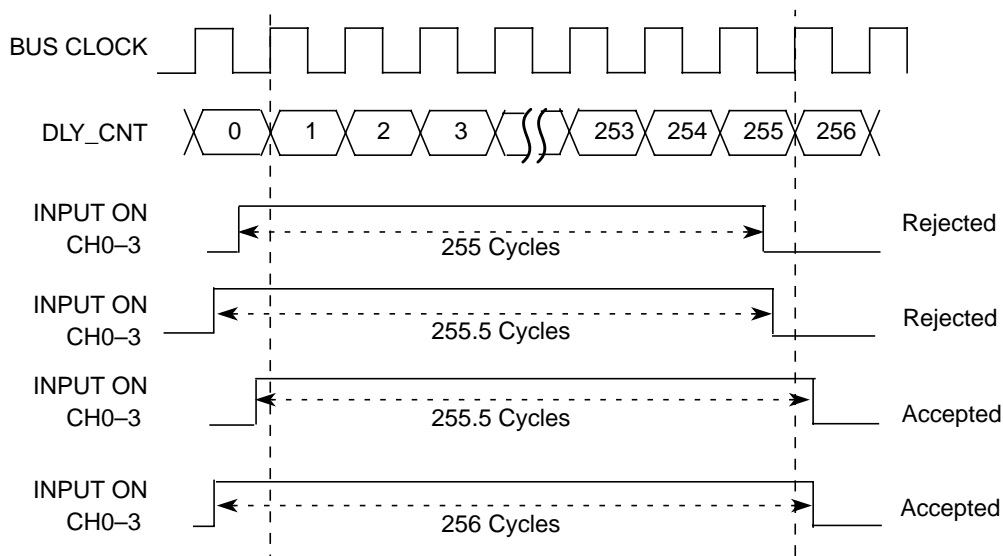 BUS CLOCK
DLY_CNT
0 1 2 3 253 254 255 256
INPUT ON
CH0–3
255 Cycles
Rejected
INPUT ON
CH0–3
255.5 Cycles
Rejected
INPUT ON
CH0–3
255.5 Cycles
Accepted
INPUT ON
CH0–3
256 Cycles
Accepted